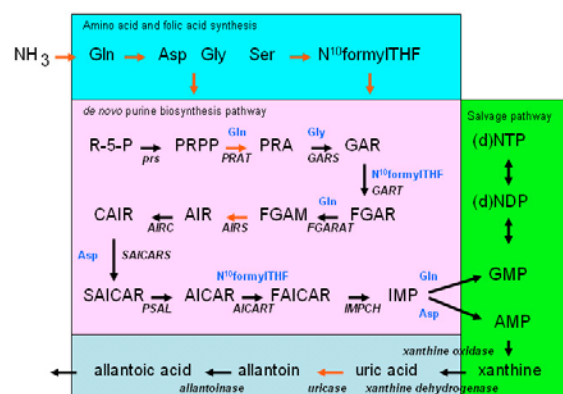 Amino acid and folic acid synthesis
NH3 Gln Asp Gly Ser N10formylTHF
de novo purine biosynthesis pathway
Salvage pathway
Gln Gly
R-5-P PRPP PRA GAR (d)NTP
prs PRAT GARS
N10formylTHF
GART
Gln
CAIR AIR FGAM FGAR (d)NDP
AIRC AIRS FGARAT
Asp SAICARS
N10formylTHF Gln GMP
SAICAR AICAR FAICAR IMP
PSAL AICART IMPCH Asp
AMP
xanthine oxidase
allantoic acid allantoin uric acid xanthine
allantoinase uricase xanthine dehydrogenase